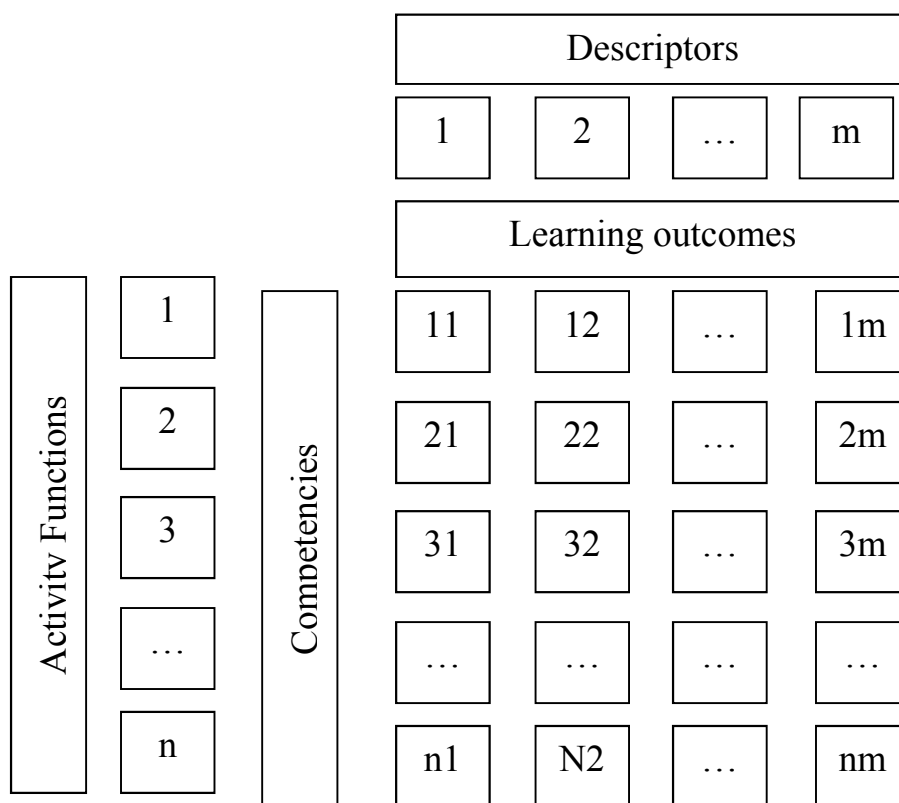 Descriptors
1 2 … m
Learning outcomes
Activity Functions
Competencies
1 11 12 … 1m
2 21 22 … 2m
3 31 32 … 3m
… … … … …
n n1 N2 … nm